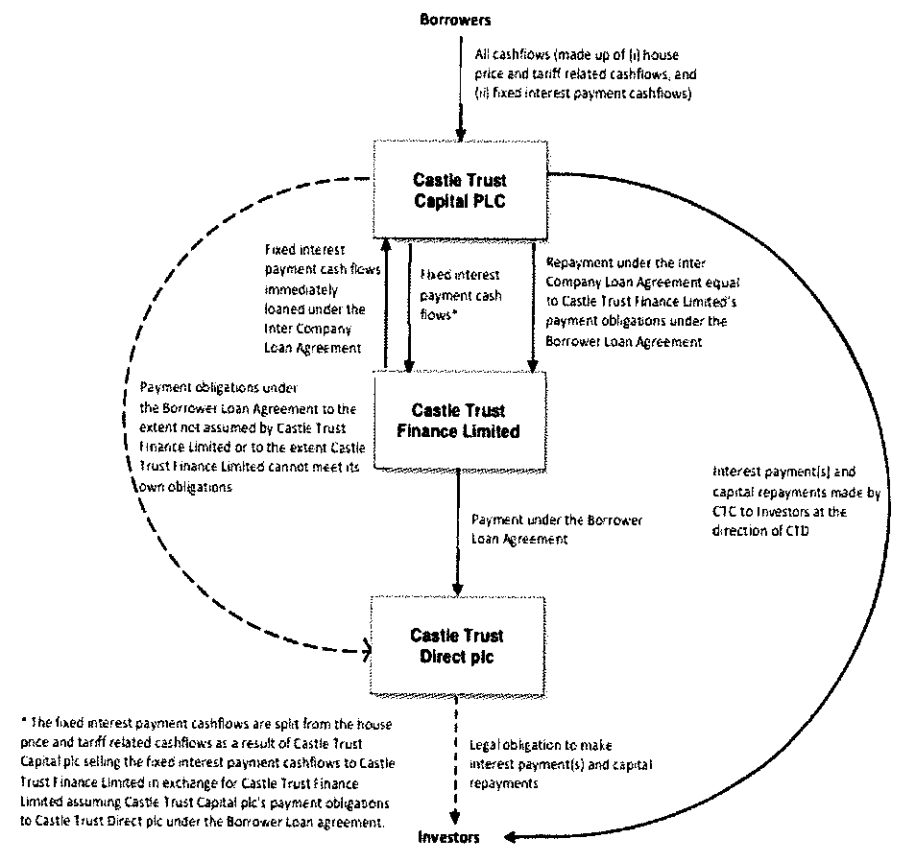 Borrowers
All cashflows (made up of (i) house
price and tariff related cashflows, and
(ii) fixed interest payment cashflows)
Castle Trust
Capital PLC
Fixed interest
payment cash flows
immediately
loaned under the
Inter Company
Loan Agreement
Fixed interest
payment cash
flows*
Repayment under the Inter
Company Loan Agreement equal
to Castle Trust Finance Limited's
payment obligations under the
Borrower Loan Agreement
Payment obligations under
the Borrower Loan Agreement to the
extent not assumed by Castle Trust
Finance Limited or to the extent Castle
Trust Finance Limited cannot meet its
own obligations
Castle Trust
Finance Limited
Interest payment(s) and
capital repayments made by
CTC to Investors at the
direction of CTD
Payment under the Borrower
Loan Agreement
Castle Trust
Direct plc
* The fixed interest payment cashflows are split from the house
price and tariff related cashflows as a result of Castle Trust
Capital plc selling the fixed interest payment cashflows to Castle
Trust Finance Limited in exchange for Castle Trust Finance
Limited assuming Castle Trust Capital plc's payment obligations
to Castle Trust Direct plc under the Borrower Loan agreement.
Legal obligation to make
interest payment(s) and capital
repayments
Investors